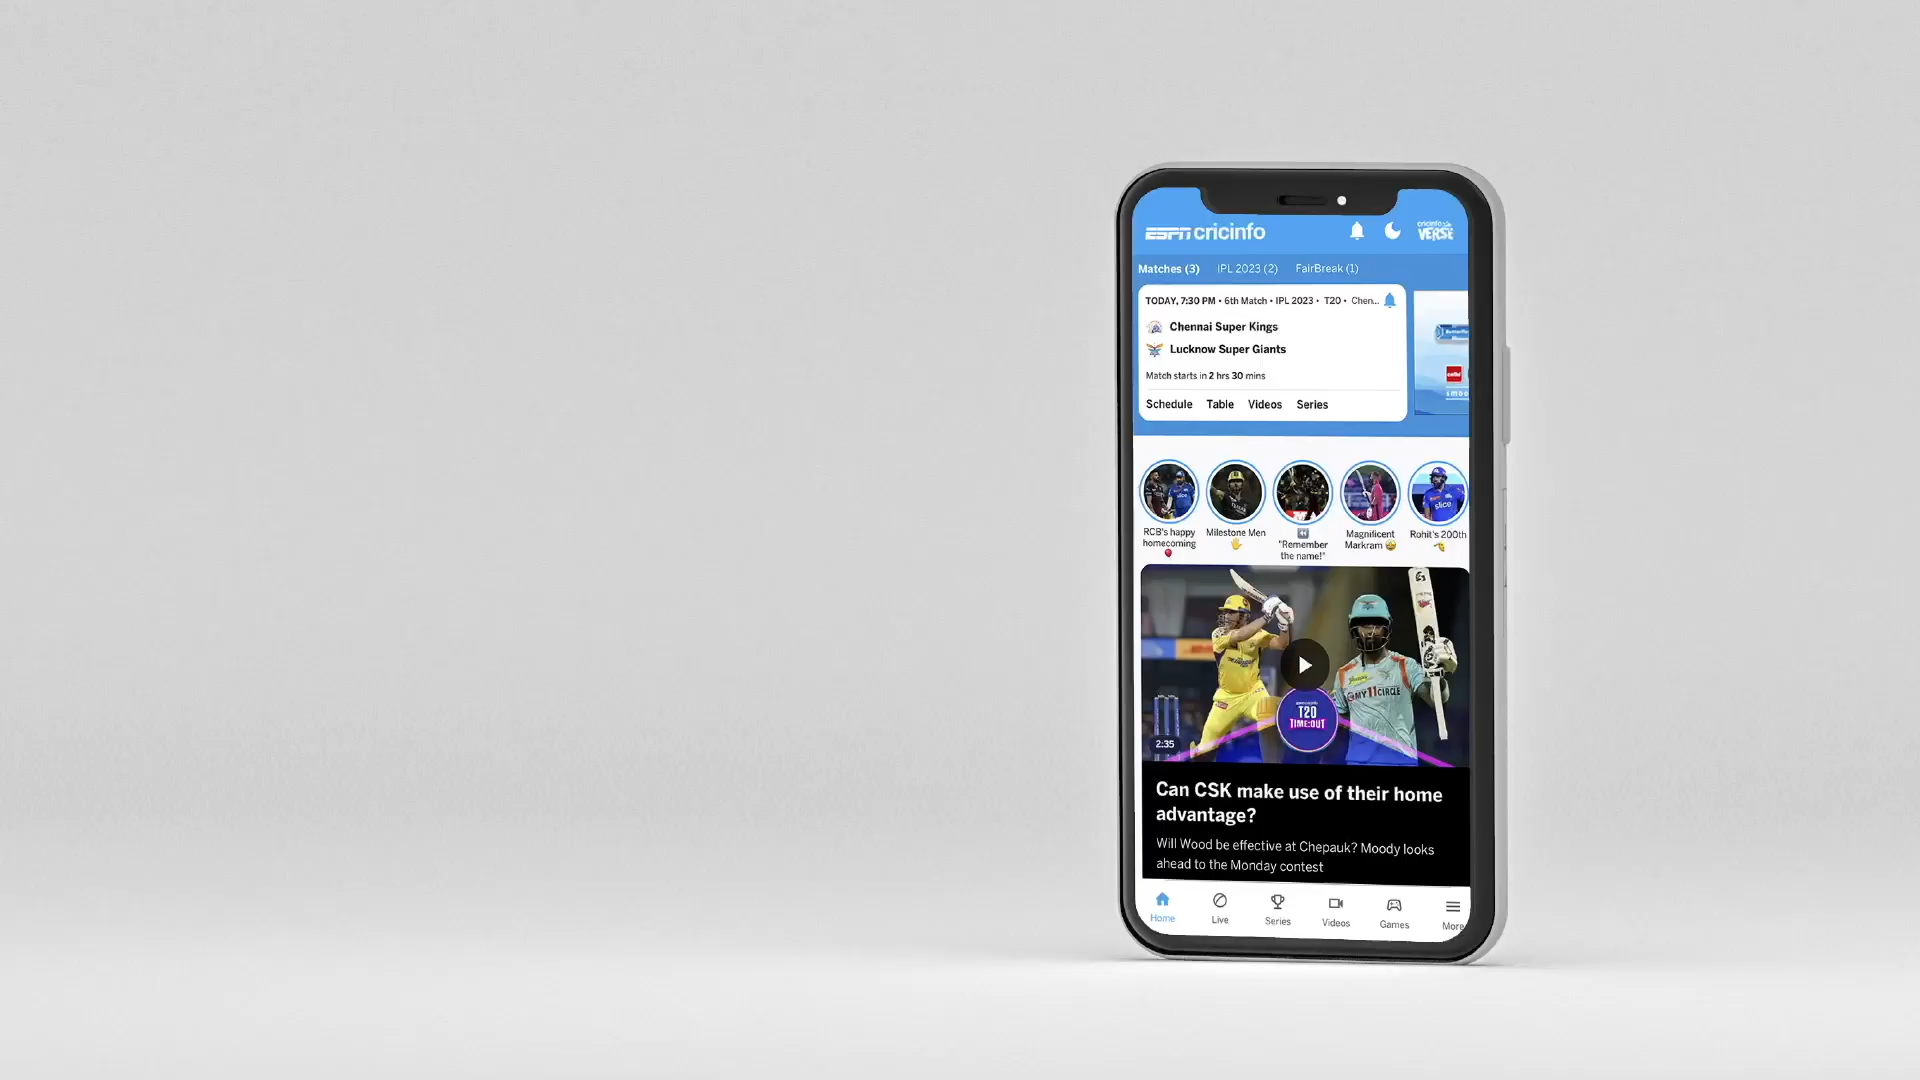 ESPN cricinfo
cricinfo
VERSE
Matches (3) IPL 2023 (2) FairBreak (1)
TODAY, 7:30 PM • 6th Match • IPL 2023 • T20 • Chen...
Chennai Super Kings
Lucknow Super Giants
Match starts in 2 hrs 30 mins
Schedule Table Videos Series
RCB's happy
homecoming
Milestone Men
"Remember
the name!"
Magnificent
Markram
Rohit's 200th
slice
MY11CIRCLE
T20
TIME:OUT
2:35
Can CSK make use of their home
advantage?
Will Wood be effective at Chepauk? Moody looks
ahead to the Monday contest
Home Live Series Videos Games More